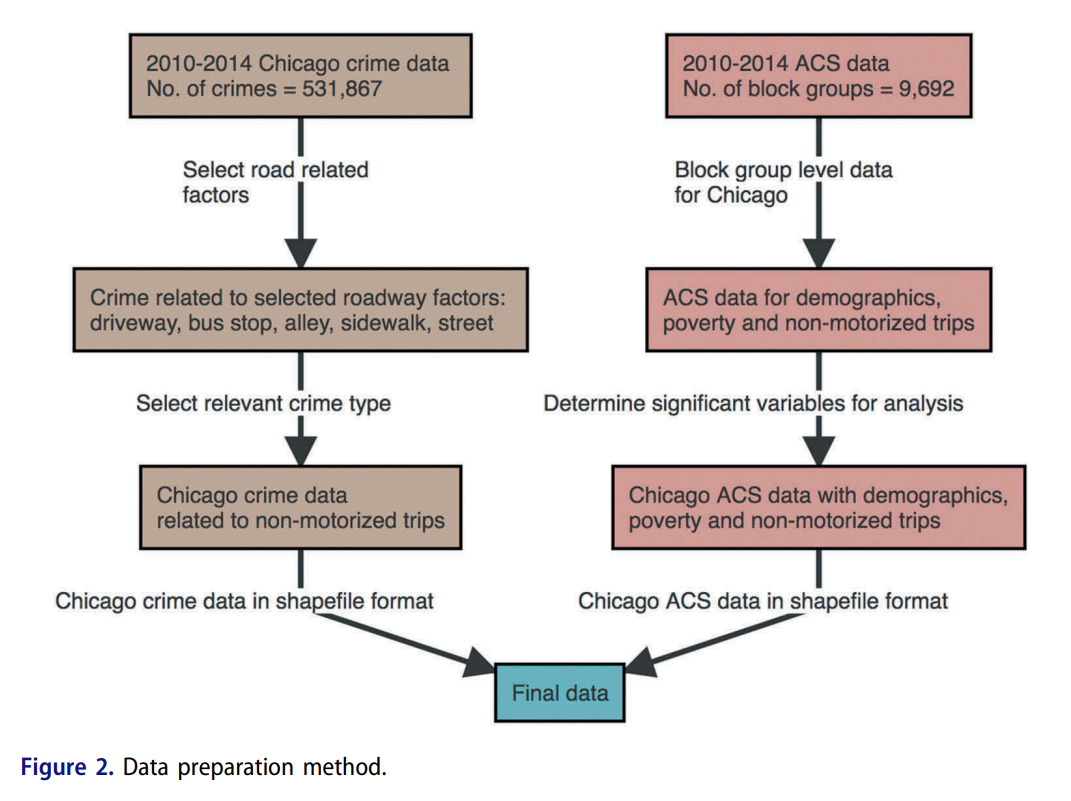 2010-2014 Chicago crime data
No. of crimes = 531,867
Select road related
factors
Crime related to selected roadway factors:
driveway, bus stop, alley, sidewalk, street
Select relevant crime type
Chicago crime data
related to non-motorized trips
Chicago crime data in shapefile format
2010-2014 ACS data
No. of block groups = 9,692
Block group level data
for Chicago
ACS data for demographics,
poverty and non-motorized trips
Determine significant variables for analysis
Chicago ACS data with demographics,
poverty and non-motorized trips
Chicago ACS data in shapefile format
Final data
Figure 2. Data preparation method.